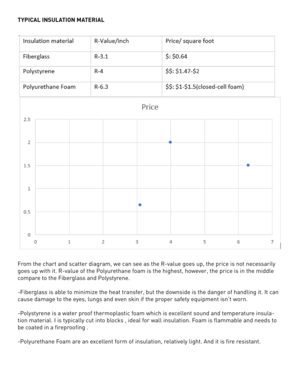 TYPICAL INSULATION MATERIAL
Insulation material R-Value/inch Price/ square foot
Fiberglass R-3.1 $: $0.64
Polystyrene R-4 $$: $1.47-$2
Polyurethane Foam R-6.3 $$: $1-$1.5(closed-cell foam)
Price
2.5
2
1.5
1
0.5
0
0 1 2 3 4 5 6 7
From the chart and scatter diagram, we can see as the R-value goes up, the price is not necessarily
goes up with it. R-value of the Polyurethane foam is the highest, however, the price is in the middle
compare to the Fiberglass and Polystyrene.
-Fiberglass is able to minimize the heat transfer, but the downside is the danger of handling it. It can
cause damage to the eyes, lungs and even skin if the proper safety equipment isn't worn.
-Polystyrene is a water proof thermoplastic foam which is excellent sound and temperature insula-
tion material. I is typically cut into blocks , ideal for wall insulation. Foam is flammable and needs to
be coated in a fireproofing .
-Polyurethane Foam are an excellent form of insulation, relatively light. And it is fire resistant.